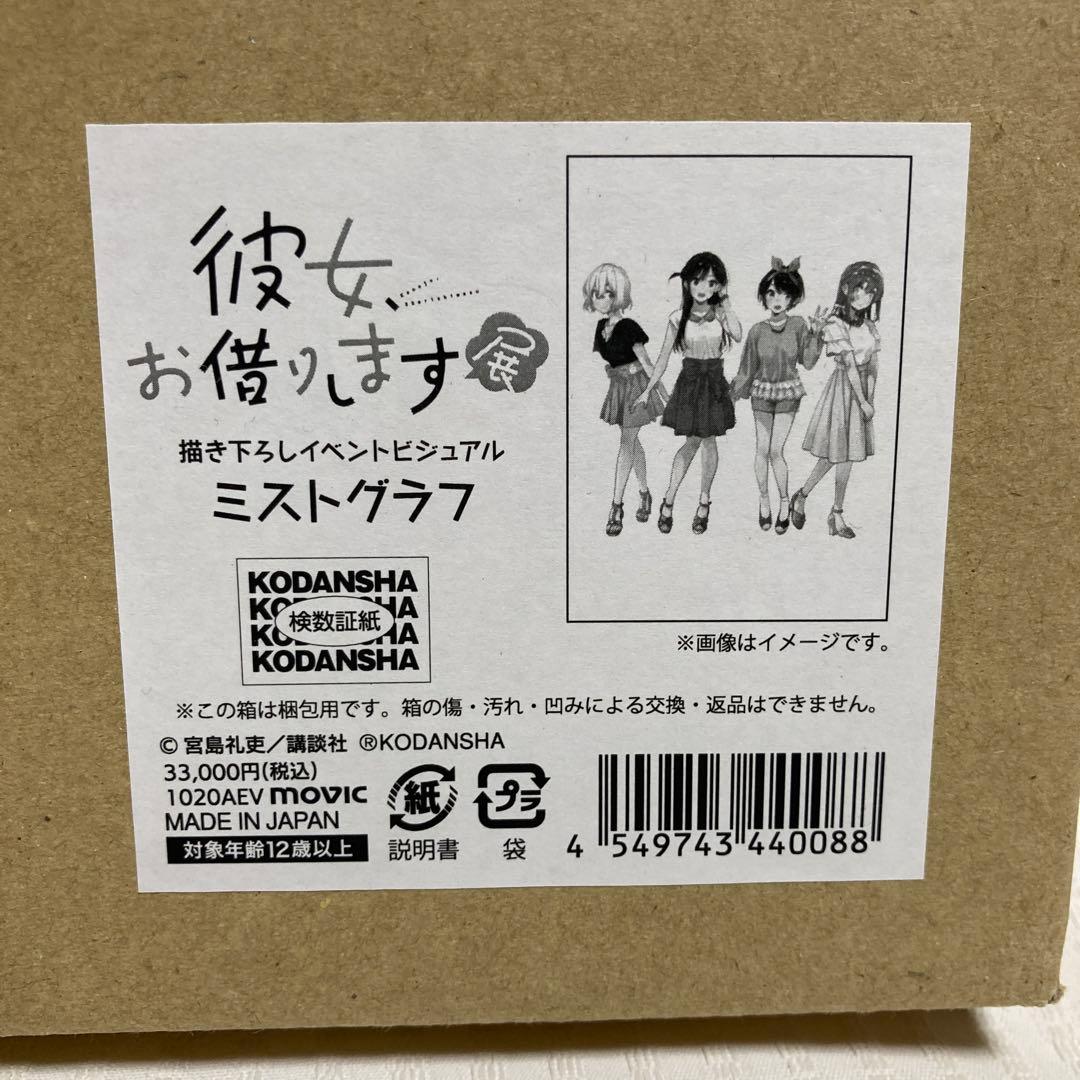 彼女、
Kanojo,
Okarishimasu
お借りします展
描き下ろしイベントビジュアル
ミストグラフ
KODANSHA
KODANSHA
検数証紙
KODANSHA
KODANSHA
※画像はイメージです。
※この箱は梱包用です。箱の傷・汚れ・凹みによる交換・返品はできません。
© 宮島礼吏/講談社 ®KODANSHA
33,000円(税込)
1020AEV movic
MADE IN JAPAN
対象年齢12歳以上
紙
説明書
プラ
袋
4 549743 440088